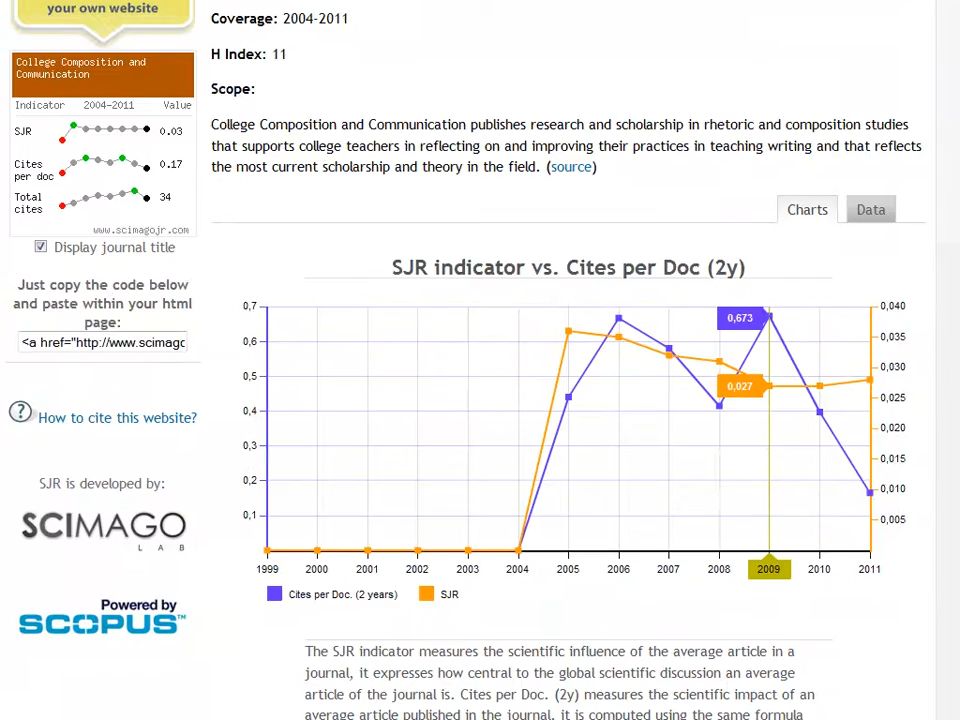 your own website
College Composition and
Communication
Indicator 2004-2011 Value
SJR 0.03
Cites
per doc 0.17
Total
cites 34
www.scimagojr.com
Display journal title
Just copy the code below
and paste within your html
page:
<a href="http://www.scimago
How to cite this website?
SJR is developed by:
SCIMAGO
LAB
Powered by
SCOPUS™
Coverage: 2004-2011
H Index: 11
Scope:
College Composition and Communication publishes research and scholarship in rhetoric and composition studies
that supports college teachers in reflecting on and improving their practices in teaching writing and that reflects
the most current scholarship and theory in the field. (source)
Charts Data
SJR indicator vs. Cites per Doc (2y)
0,7 0,673 0,040
0,6 0,035
0,5 0,027 0,030
0,4 0,025
0,3 0,020
0,2 0,015
0,1 0,010
0,005
1999 2000 2001 2002 2003 2004 2005 2006 2007 2008 2009 2010 2011
Cites per Doc. (2 years) SJR
The SJR indicator measures the scientific influence of the average article in a
journal, it expresses how central to the global scientific discussion an average
article of the journal is. Cites per Doc. (2y) measures the scientific impact of an
average article published in the journal, it is computed using the same formula